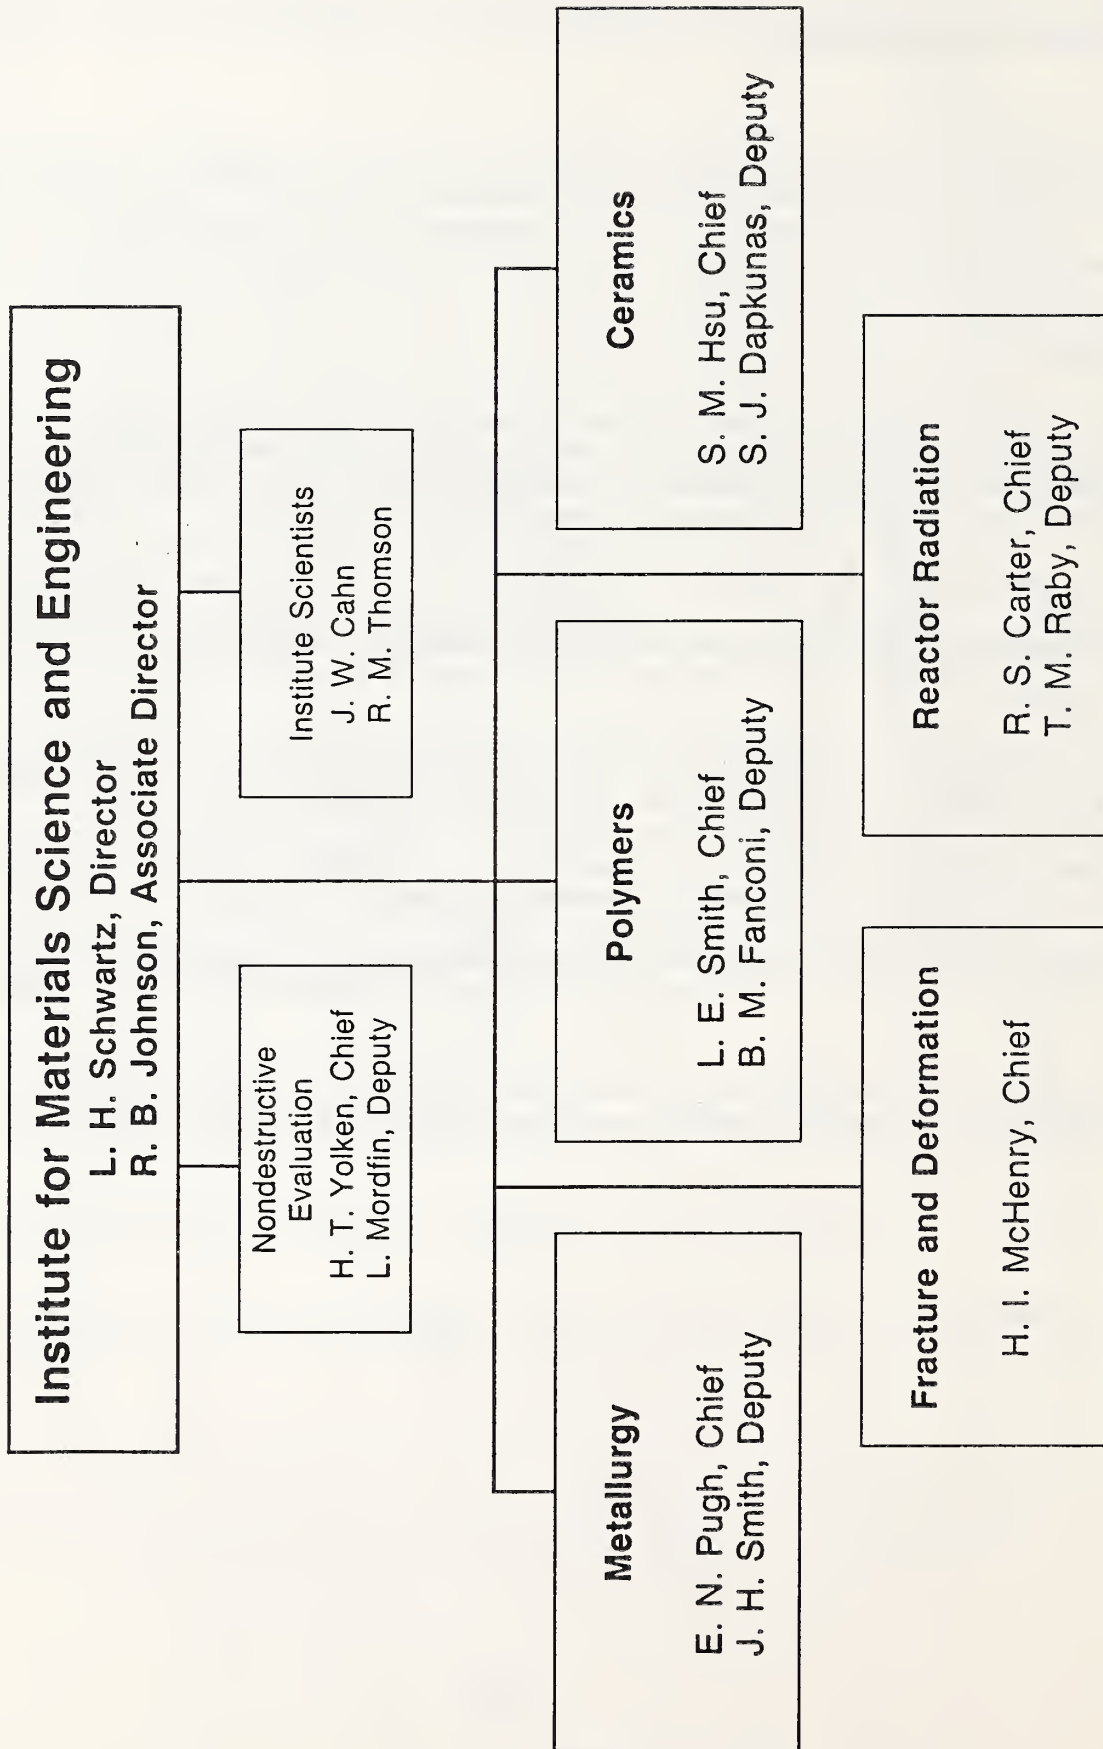 Institute for Materials Science and Engineering
L. H. Schwartz, Director
R. B. Johnson, Associate Director
Nondestructive
Evaluation
H. T. Yolken, Chief
L. Mordfin, Deputy
Institute Scientists
J. W. Cahn
R. M. Thomson
Metallurgy
E. N. Pugh, Chief
J. H. Smith, Deputy
Polymers
L. E. Smith, Chief
B. M. Fanconi, Deputy
Ceramics
S. M. Hsu, Chief
S. J. Dapkunas, Deputy
Fracture and Deformation
H. I. McHenry, Chief
Reactor Radiation
R. S. Carter, Chief
T. M. Raby, Deputy